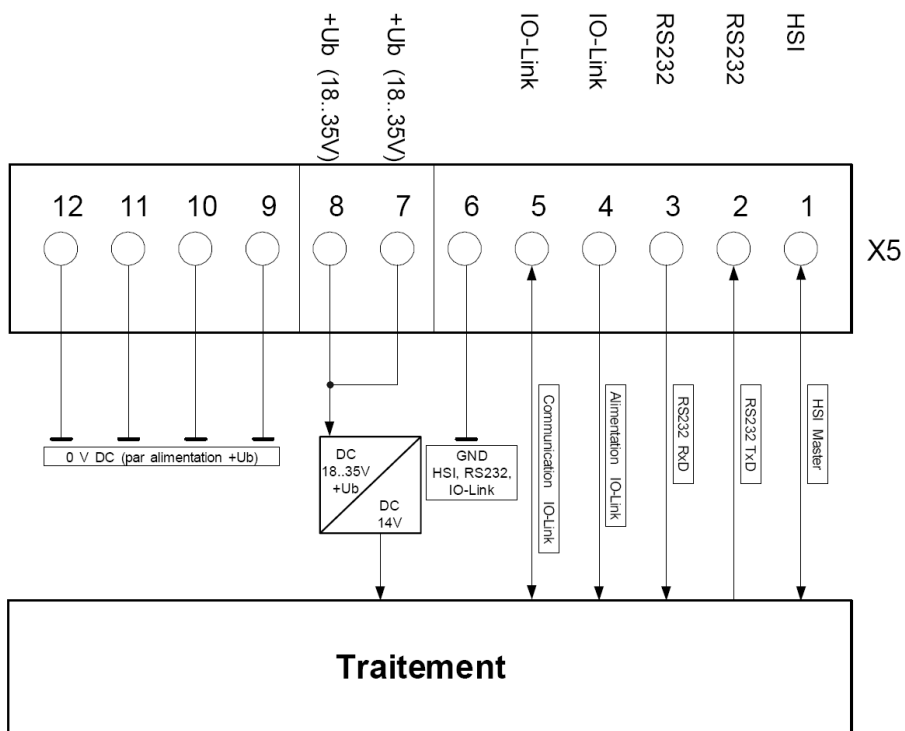 +Ub (18..35V)
+Ub (18..35V)
IO-Link
IO-Link
RS232
RS232
HSI
12 11 10 9 8 7 6 5 4 3 2 1
X5
0 V DC (par alimentation +Ub)
DC
18..35V
+Ub
DC
14V
GND
HSI, RS232,
IO-Link
Communication IO-Link
Alimentation IO-Link
RS232 RxD
RS232 TxD
HSI Master
Traitement